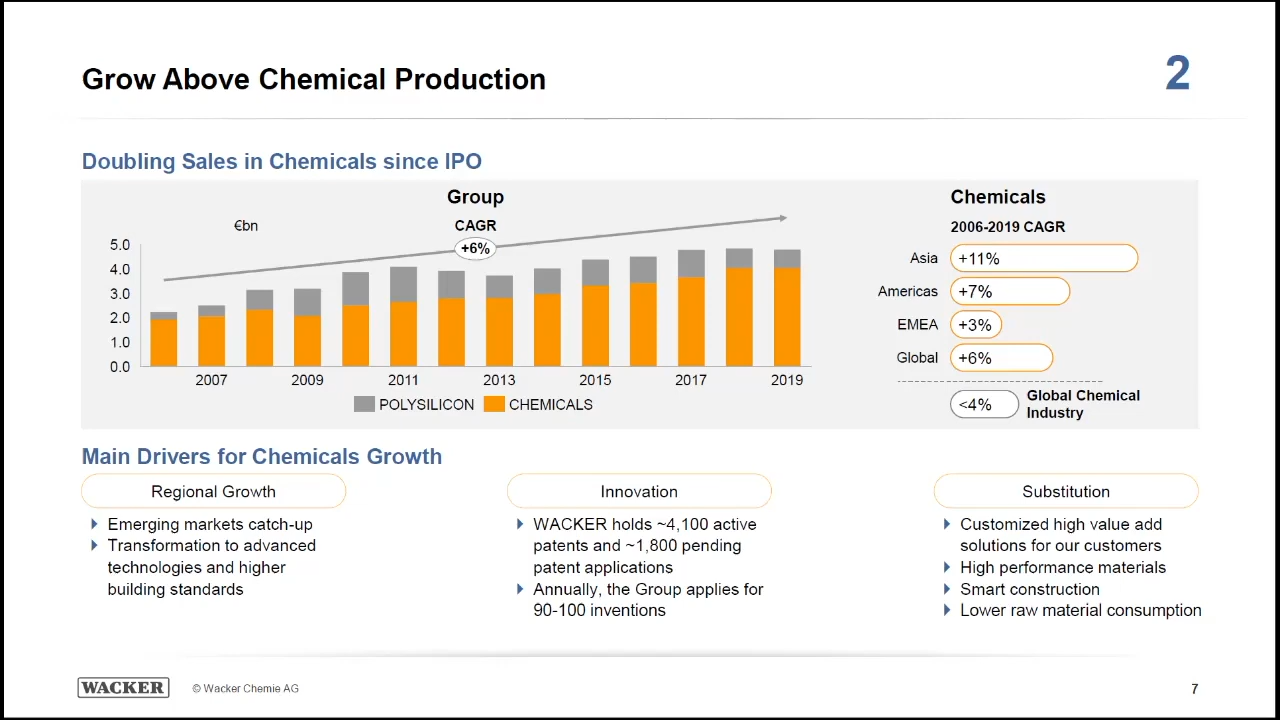 Grow Above Chemical Production
2
Doubling Sales in Chemicals since IPO
Group
€bn
CAGR
+6%
5.0
4.0
3.0
2.0
1.0
0.0
2007 2009 2011 2013 2015 2017 2019
POLYSILICON CHEMICALS
Chemicals
2006-2019 CAGR
Asia +11%
Americas +7%
EMEA +3%
Global +6%
<4% Global Chemical
Industry
Main Drivers for Chemicals Growth
Regional Growth
Emerging markets catch-up
Transformation to advanced
technologies and higher
building standards
Innovation
WACKER holds ~4,100 active
patents and ~1,800 pending
patent applications
Annually, the Group applies for
90-100 inventions
Substitution
Customized high value add
solutions for our customers
High performance materials
Smart construction
Lower raw material consumption
WACKER
© Wacker Chemie AG
7